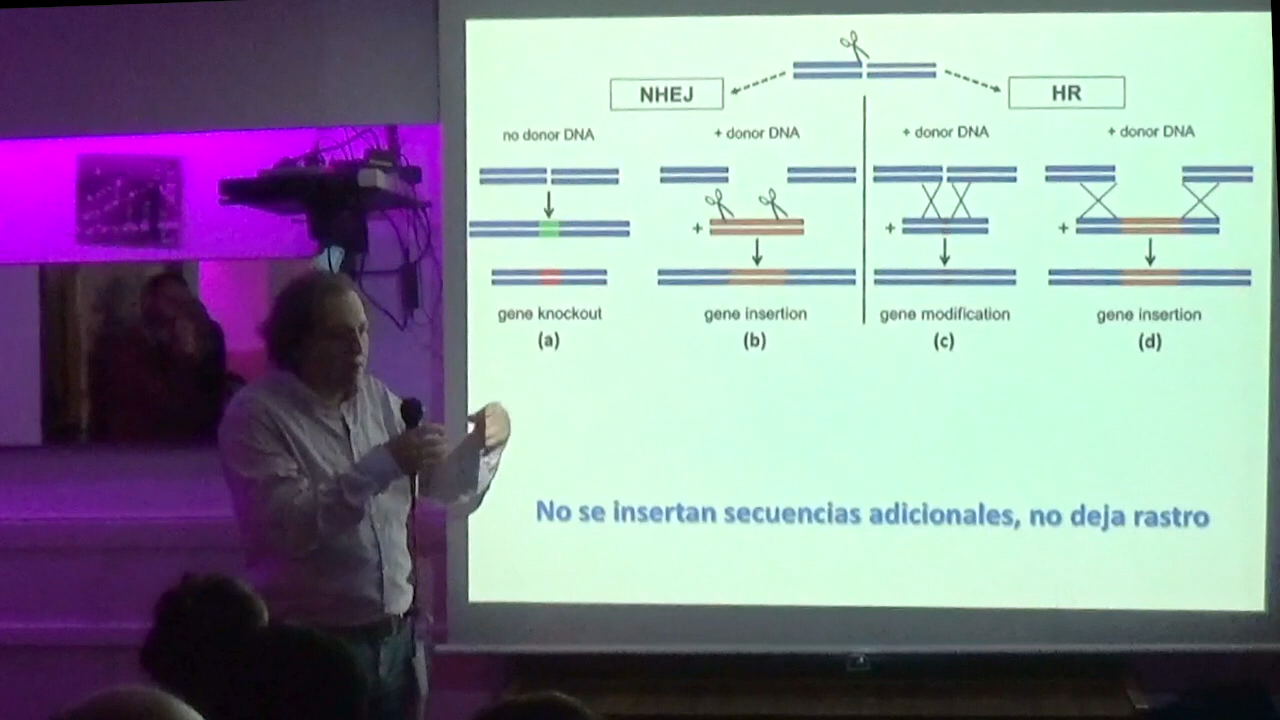 NHEJ
HR
no donor DNA
+ donor DNA
+ donor DNA
+ donor DNA
+
+
+
gene knockout
gene insertion
gene modification
gene insertion
(a)
(b)
(c)
(d)
No se insertan secuencias adicionales, no deja rastro